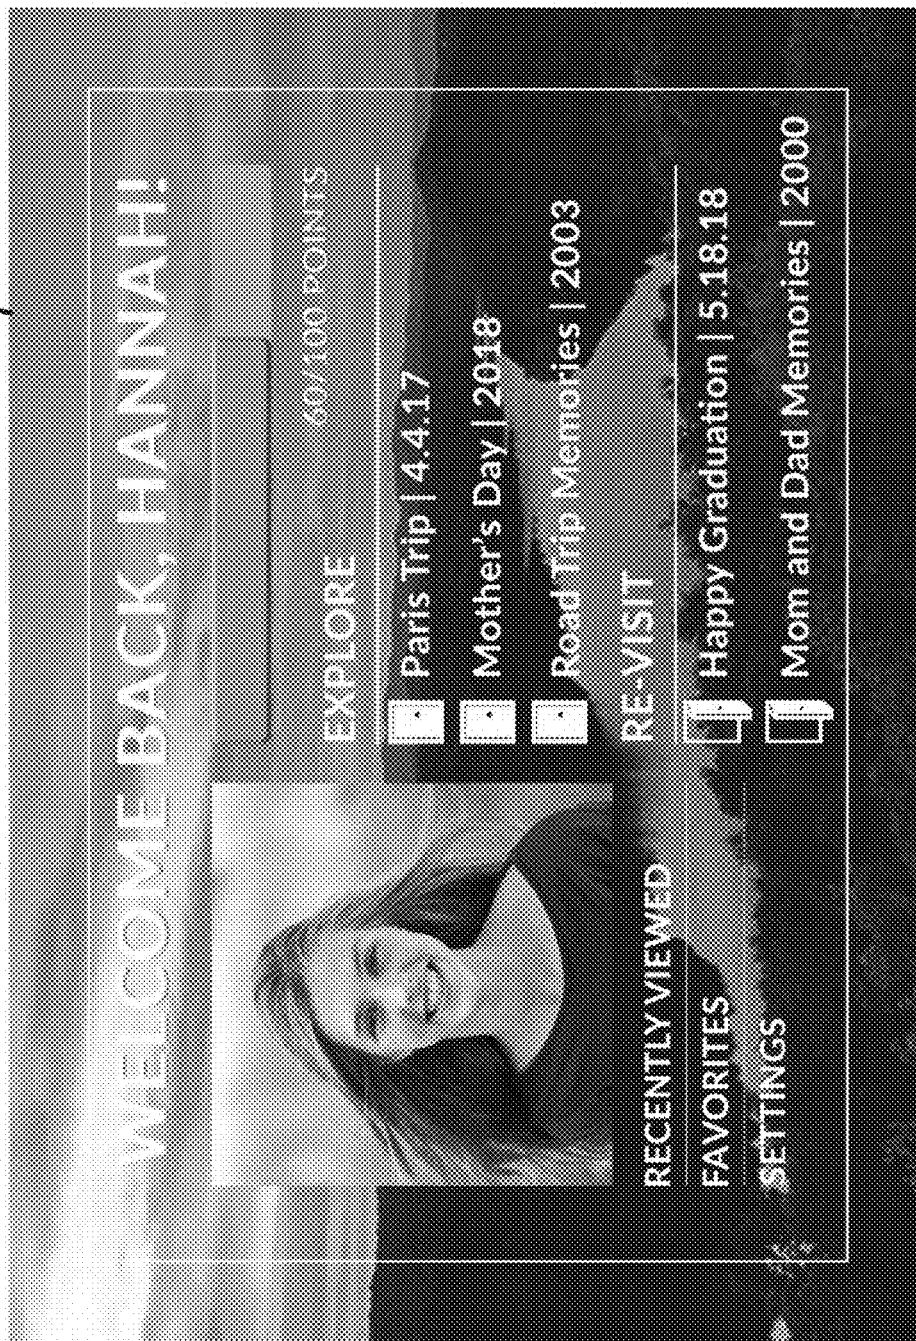 WELCOME BACK, HANNAH!
60/100 POINTS
EXPLORE
Paris Trip | 4.4.17
Mother's Day | 2018
Road Trip Memories | 2003
RE-VISIT
Happy Graduation | 5.18.18
Mom and Dad Memories | 2000
RECENTLY VIEWED
FAVORITES
SETTINGS